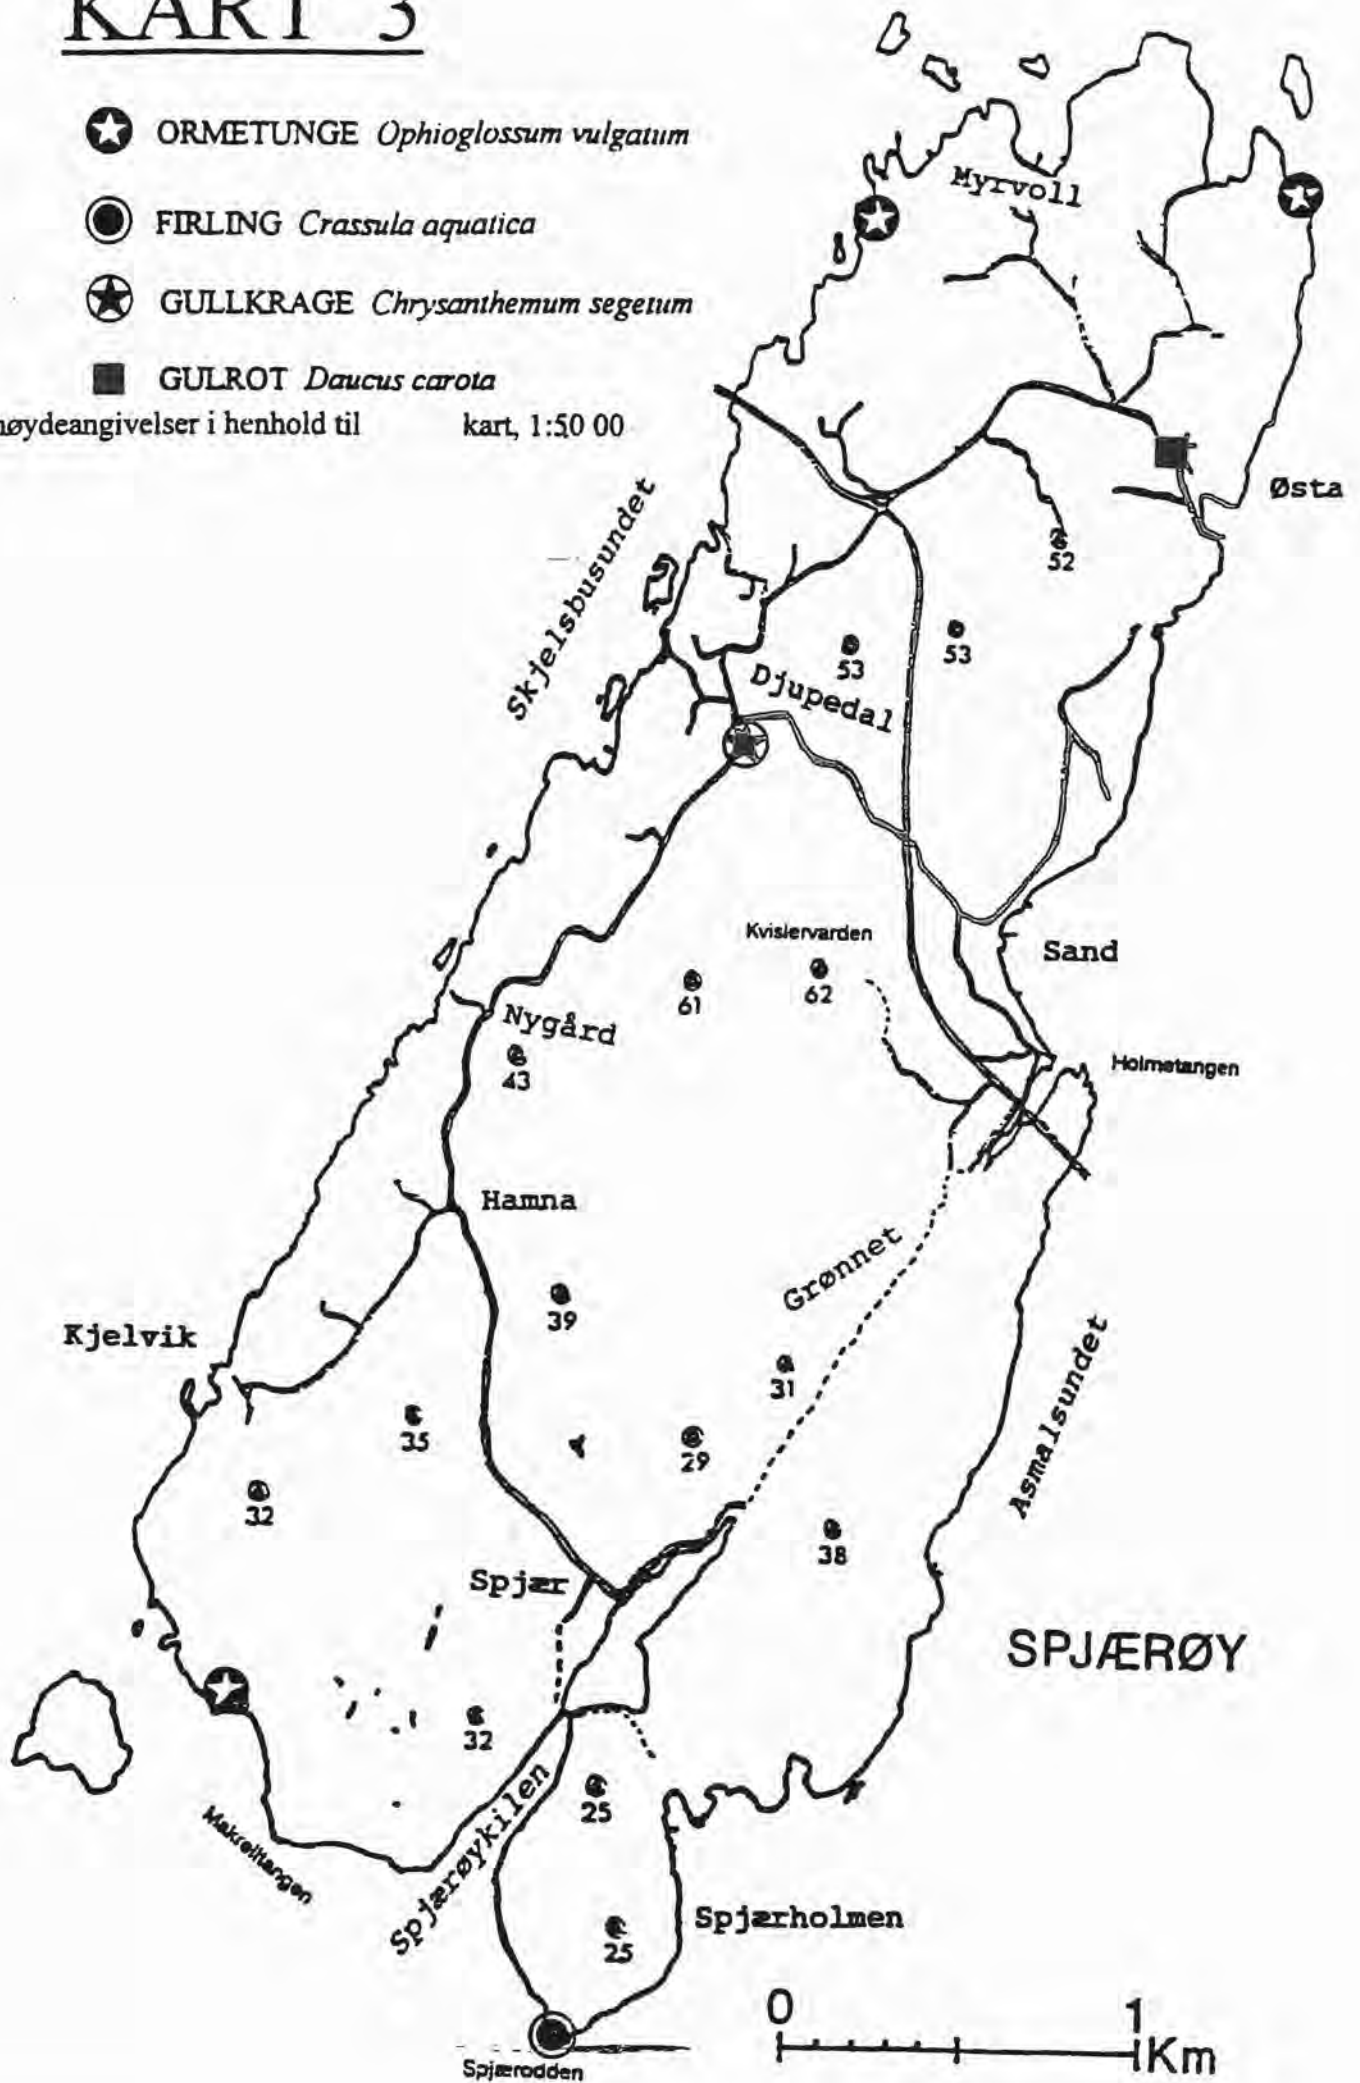 KART 3
ORMETUNGE Ophioglossum vulgatum
FIRLING Crassula aquatica
GULLKRAGE Chrysanthemum segetum
GULROT Daucus carota
høydeangivelser i henhold til kart, 1:50 00
Myrvoll
Østa
52
Skjelsbusundet
53
53
Djupedal
Kvislervarden
Sand
61
62
Nygård
43
Holmetangen
Hamna
Grønnet
39
Kjelvik
31
Asmalsundet
35
29
32
38
Spjær
SPJÆRØY
32
Spjærøykilen
25
Makrelltangen
Spjærholmen
25
0 1
Km
Spjærodden